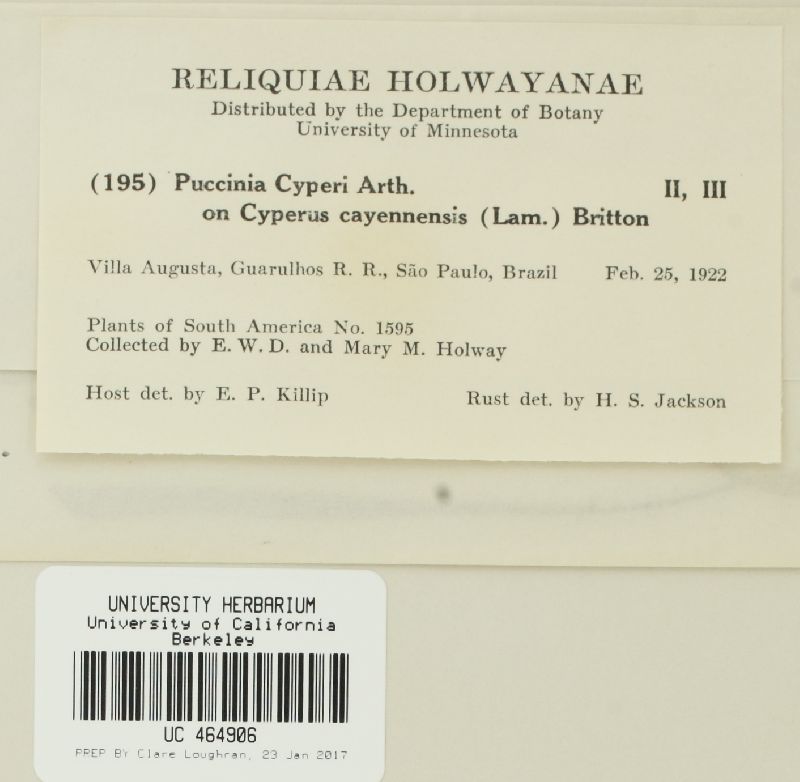 RELIQUIAE HOLWAYANAE
Distributed by the Department of Botany
University of Minnesota
(195) Puccinia Cyperi Arth. II, III
on Cyperus cayennensis (Lam.) Britton
Villa Augusta, Guarulhos R. R., São Paulo, Brazil Feb. 25, 1922
Plants of South America No. 1595
Collected by E. W. D. and Mary M. Holway
Host det. by E. P. Killip Rust det. by H. S. Jackson
UNIVERSITY HERBARIUM
University of California
Berkeley
UC 464906
PREP BY Clare Loughran, 23 Jan 2017